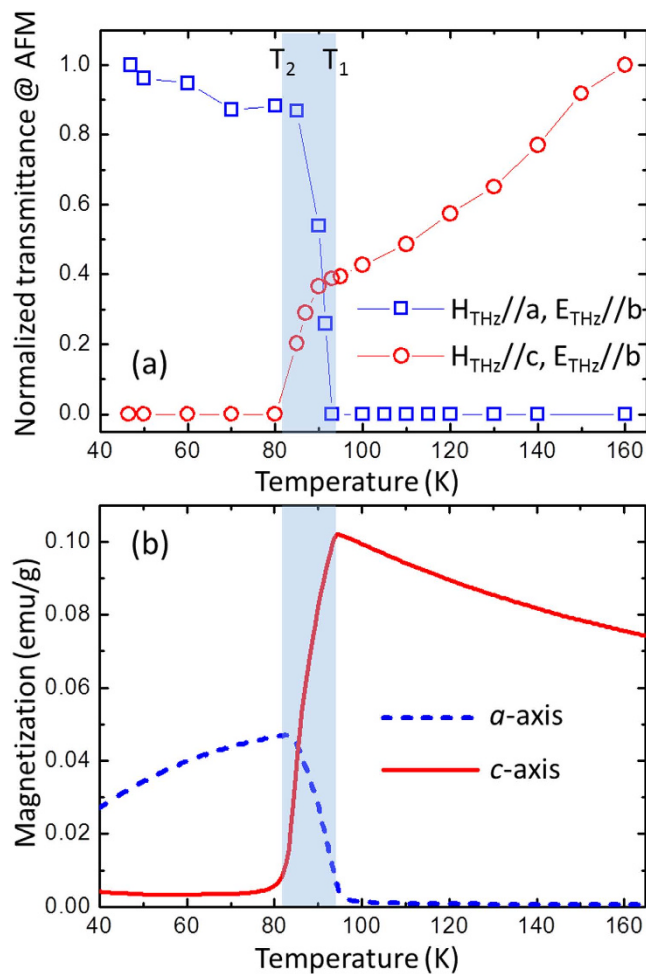 Normalized transmittance @ AFM
1.0
0.8
0.6
0.4
0.2
0.0
T₂ T₁
H_THz//a, E_THz//b
H_THz//c, E_THz//b
(a)
40 60 80 100 120 140 160
Temperature (K)
Magnetization (emu/g)
0.10
0.08
0.06
0.04
0.02
0.00
(b)
a-axis
c-axis
40 60 80 100 120 140 160
Temperature (K)